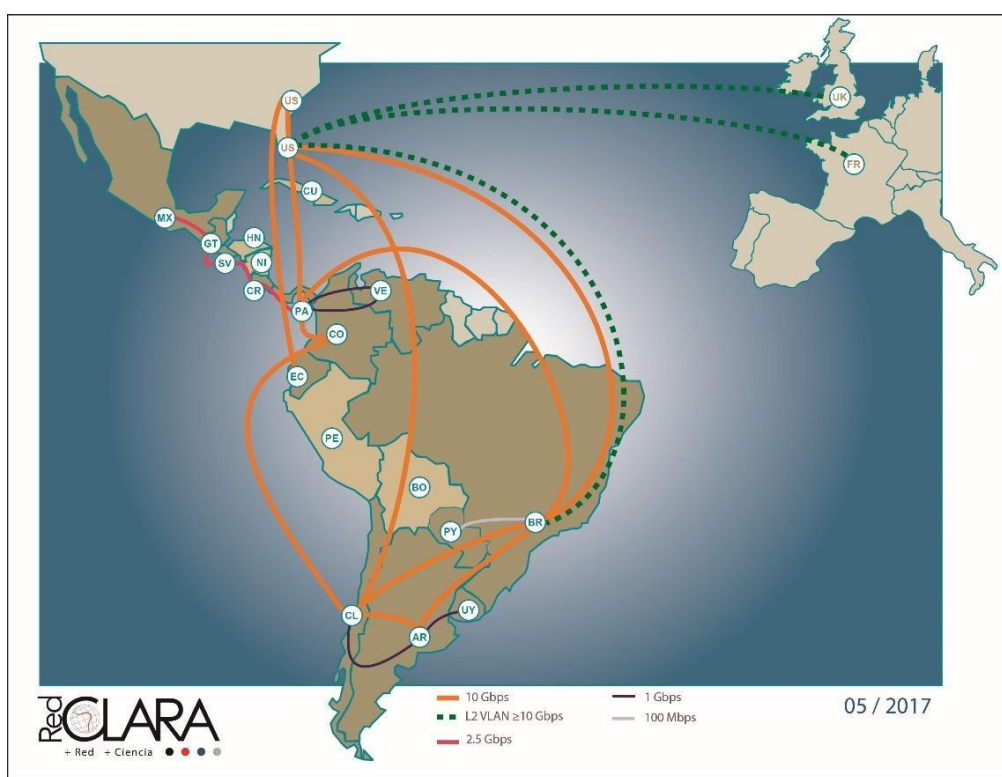 US
UK
US
FR
CU
MX
GT
HN
SV
NI
CR
VE
PA
CO
EC
PE
BO
BR
PY
CL
UY
AR
Red CLARA
+ Red + Ciencia
10 Gbps
L2 VLAN ≥10 Gbps
2.5 Gbps
1 Gbps
100 Mbps
05 / 2017